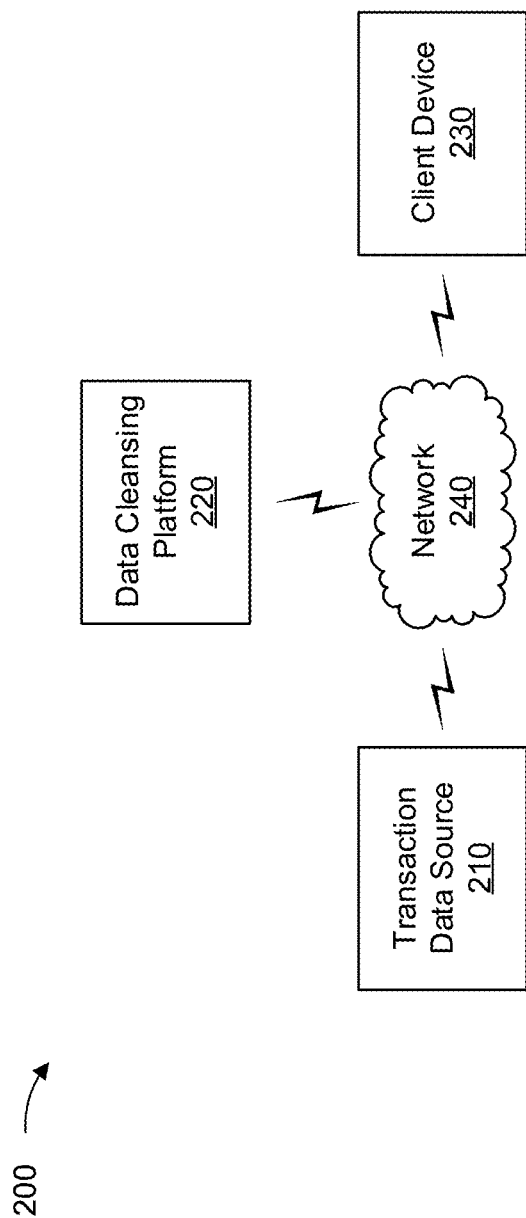 200
Data Cleansing
Platform
220
Transaction
Data Source
210
Network
240
Client Device
230